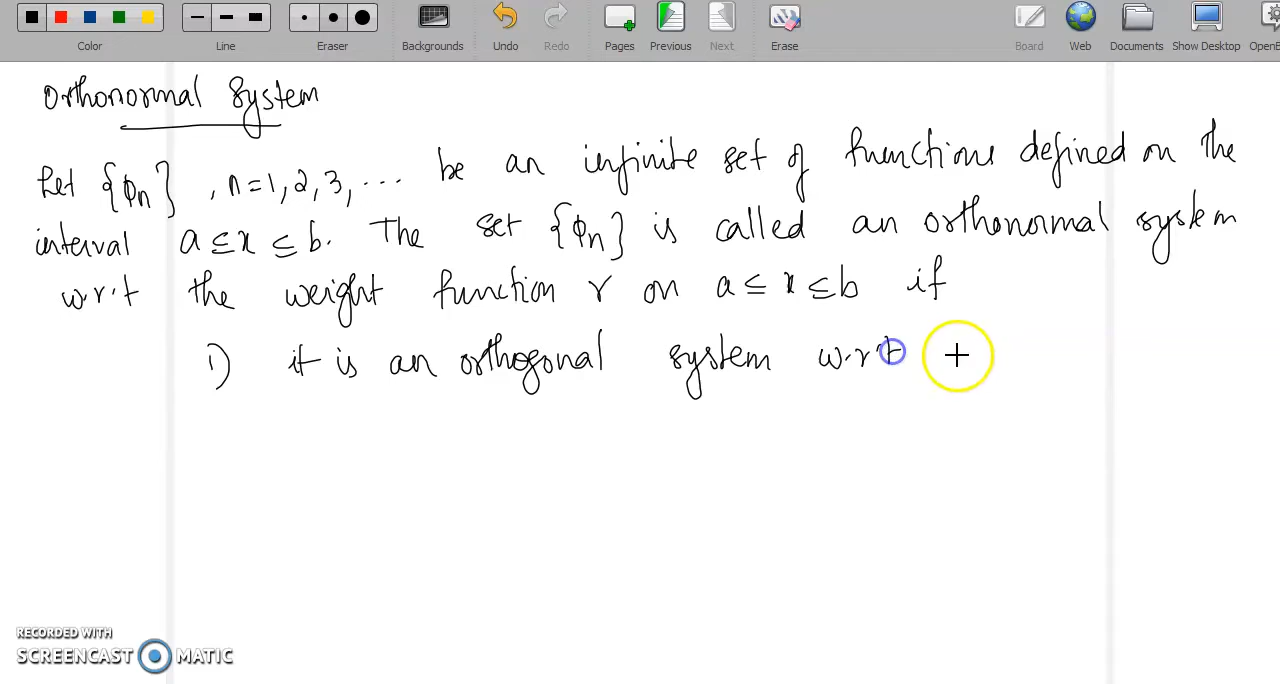 Color
Line
Eraser
Backgrounds
Undo
Redo
Pages
Previous
Next
Erase
Board
Web
Documents
Show Desktop
OpenB
Orthonormal System
Let {ϕn} , n=1,2,3,... be an infinite set of functions defined on the
interval a≤x≤b. The set {ϕn} is called an orthonormal system
w.r.t the weight function r on a≤x≤b if
1) it is an orthogonal system w.r.t
RECORDED WITH
SCREENCAST MATIC